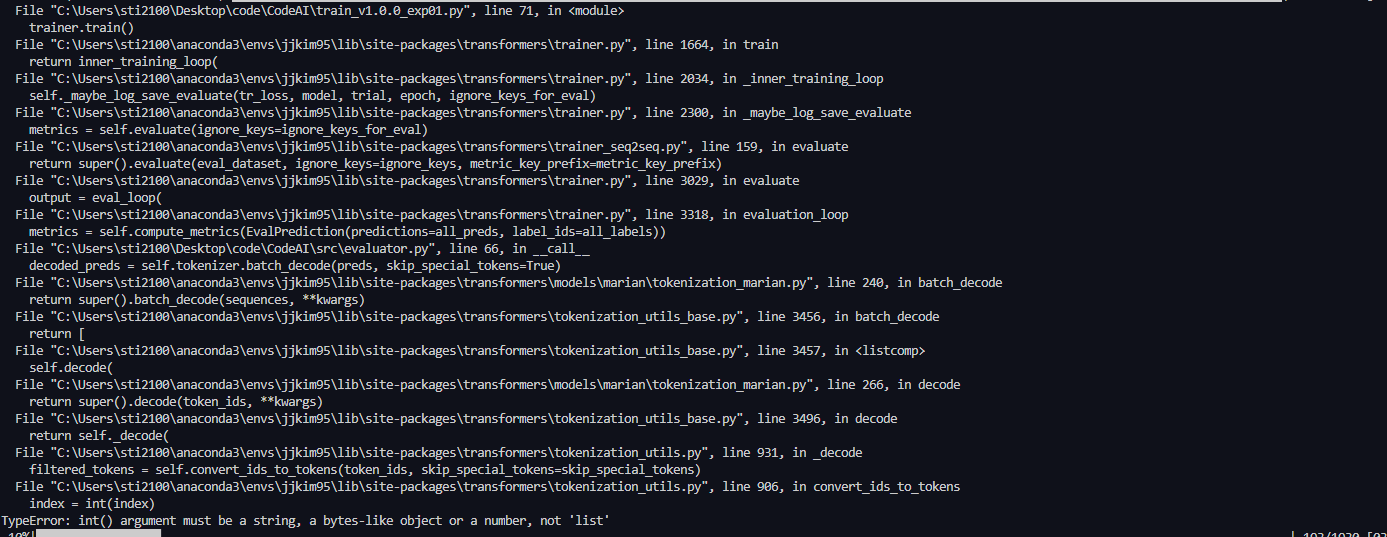 File "C:\Users\sti2100\Desktop\code\CodeAI\train_v1.0.0_exp01.py", line 71, in <module>
trainer.train()
File "C:\Users\sti2100\anaconda3\envs\jjkim95\lib\site-packages\transformers\trainer.py", line 1664, in train
return inner_training_loop(
File "C:\Users\sti2100\anaconda3\envs\jjkim95\lib\site-packages\transformers\trainer.py", line 2034, in _inner_training_loop
self._maybe_log_save_evaluate(tr_loss, model, trial, epoch, ignore_keys_for_eval)
File "C:\Users\sti2100\anaconda3\envs\jjkim95\lib\site-packages\transformers\trainer.py", line 2300, in _maybe_log_save_evaluate
metrics = self.evaluate(ignore_keys=ignore_keys_for_eval)
File "C:\Users\sti2100\anaconda3\envs\jjkim95\lib\site-packages\transformers\trainer_seq2seq.py", line 159, in evaluate
return super().evaluate(eval_dataset, ignore_keys=ignore_keys, metric_key_prefix=metric_key_prefix)
File "C:\Users\sti2100\anaconda3\envs\jjkim95\lib\site-packages\transformers\trainer.py", line 3029, in evaluate
output = eval_loop(
File "C:\Users\sti2100\anaconda3\envs\jjkim95\lib\site-packages\transformers\trainer.py", line 3318, in evaluation_loop
metrics = self.compute_metrics(EvalPrediction(predictions=all_preds, label_ids=all_labels))
File "C:\Users\sti2100\Desktop\code\CodeAI\src\evaluator.py", line 66, in __call__
decoded_preds = self.tokenizer.batch_decode(preds, skip_special_tokens=True)
File "C:\Users\sti2100\anaconda3\envs\jjkim95\lib\site-packages\transformers\models\marian\tokenization_marian.py", line 240, in batch_decode
return super().batch_decode(sequences, **kwargs)
File "C:\Users\sti2100\anaconda3\envs\jjkim95\lib\site-packages\transformers\tokenization_utils_base.py", line 3456, in batch_decode
return [
File "C:\Users\sti2100\anaconda3\envs\jjkim95\lib\site-packages\transformers\tokenization_utils_base.py", line 3457, in <listcomp>
self.decode(
File "C:\Users\sti2100\anaconda3\envs\jjkim95\lib\site-packages\transformers\models\marian\tokenization_marian.py", line 266, in decode
return super().decode(token_ids, **kwargs)
File "C:\Users\sti2100\anaconda3\envs\jjkim95\lib\site-packages\transformers\tokenization_utils_base.py", line 3496, in decode
return self._decode(
File "C:\Users\sti2100\anaconda3\envs\jjkim95\lib\site-packages\transformers\tokenization_utils.py", line 931, in _decode
filtered_tokens = self.convert_ids_to_tokens(token_ids, skip_special_tokens=skip_special_tokens)
File "C:\Users\sti2100\anaconda3\envs\jjkim95\lib\site-packages\transformers\tokenization_utils.py", line 906, in convert_ids_to_tokens
index = int(index)
TypeError: int() argument must be a string, a bytes-like object or a number, not 'list'